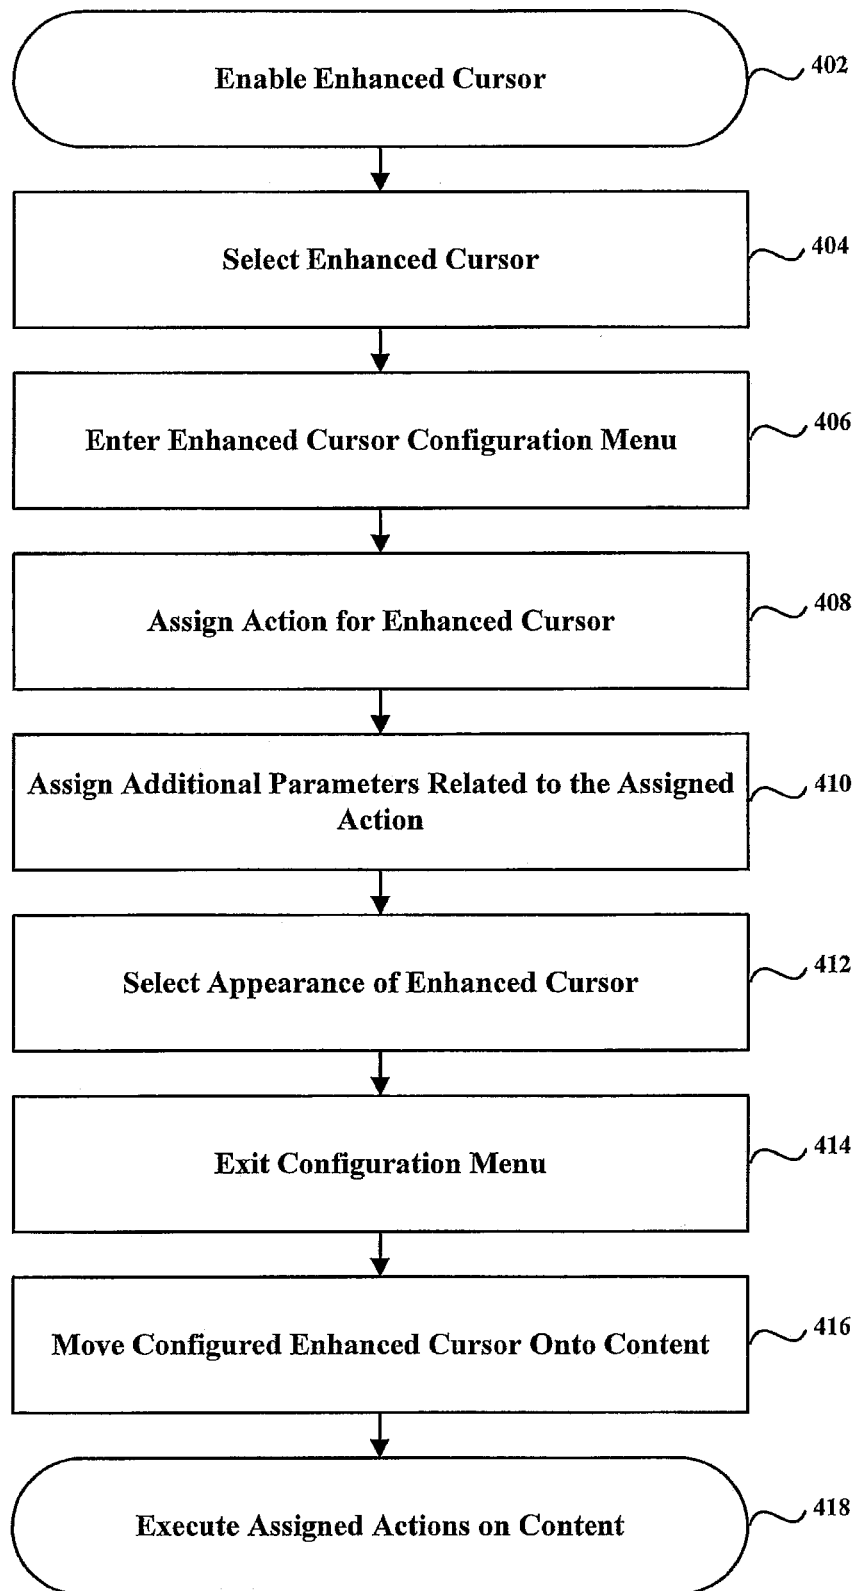 Enable Enhanced Cursor
402
Select Enhanced Cursor
404
Enter Enhanced Cursor Configuration Menu
406
Assign Action for Enhanced Cursor
408
Assign Additional Parameters Related to the Assigned
Action
410
Select Appearance of Enhanced Cursor
412
Exit Configuration Menu
414
Move Configured Enhanced Cursor Onto Content
416
Execute Assigned Actions on Content
418